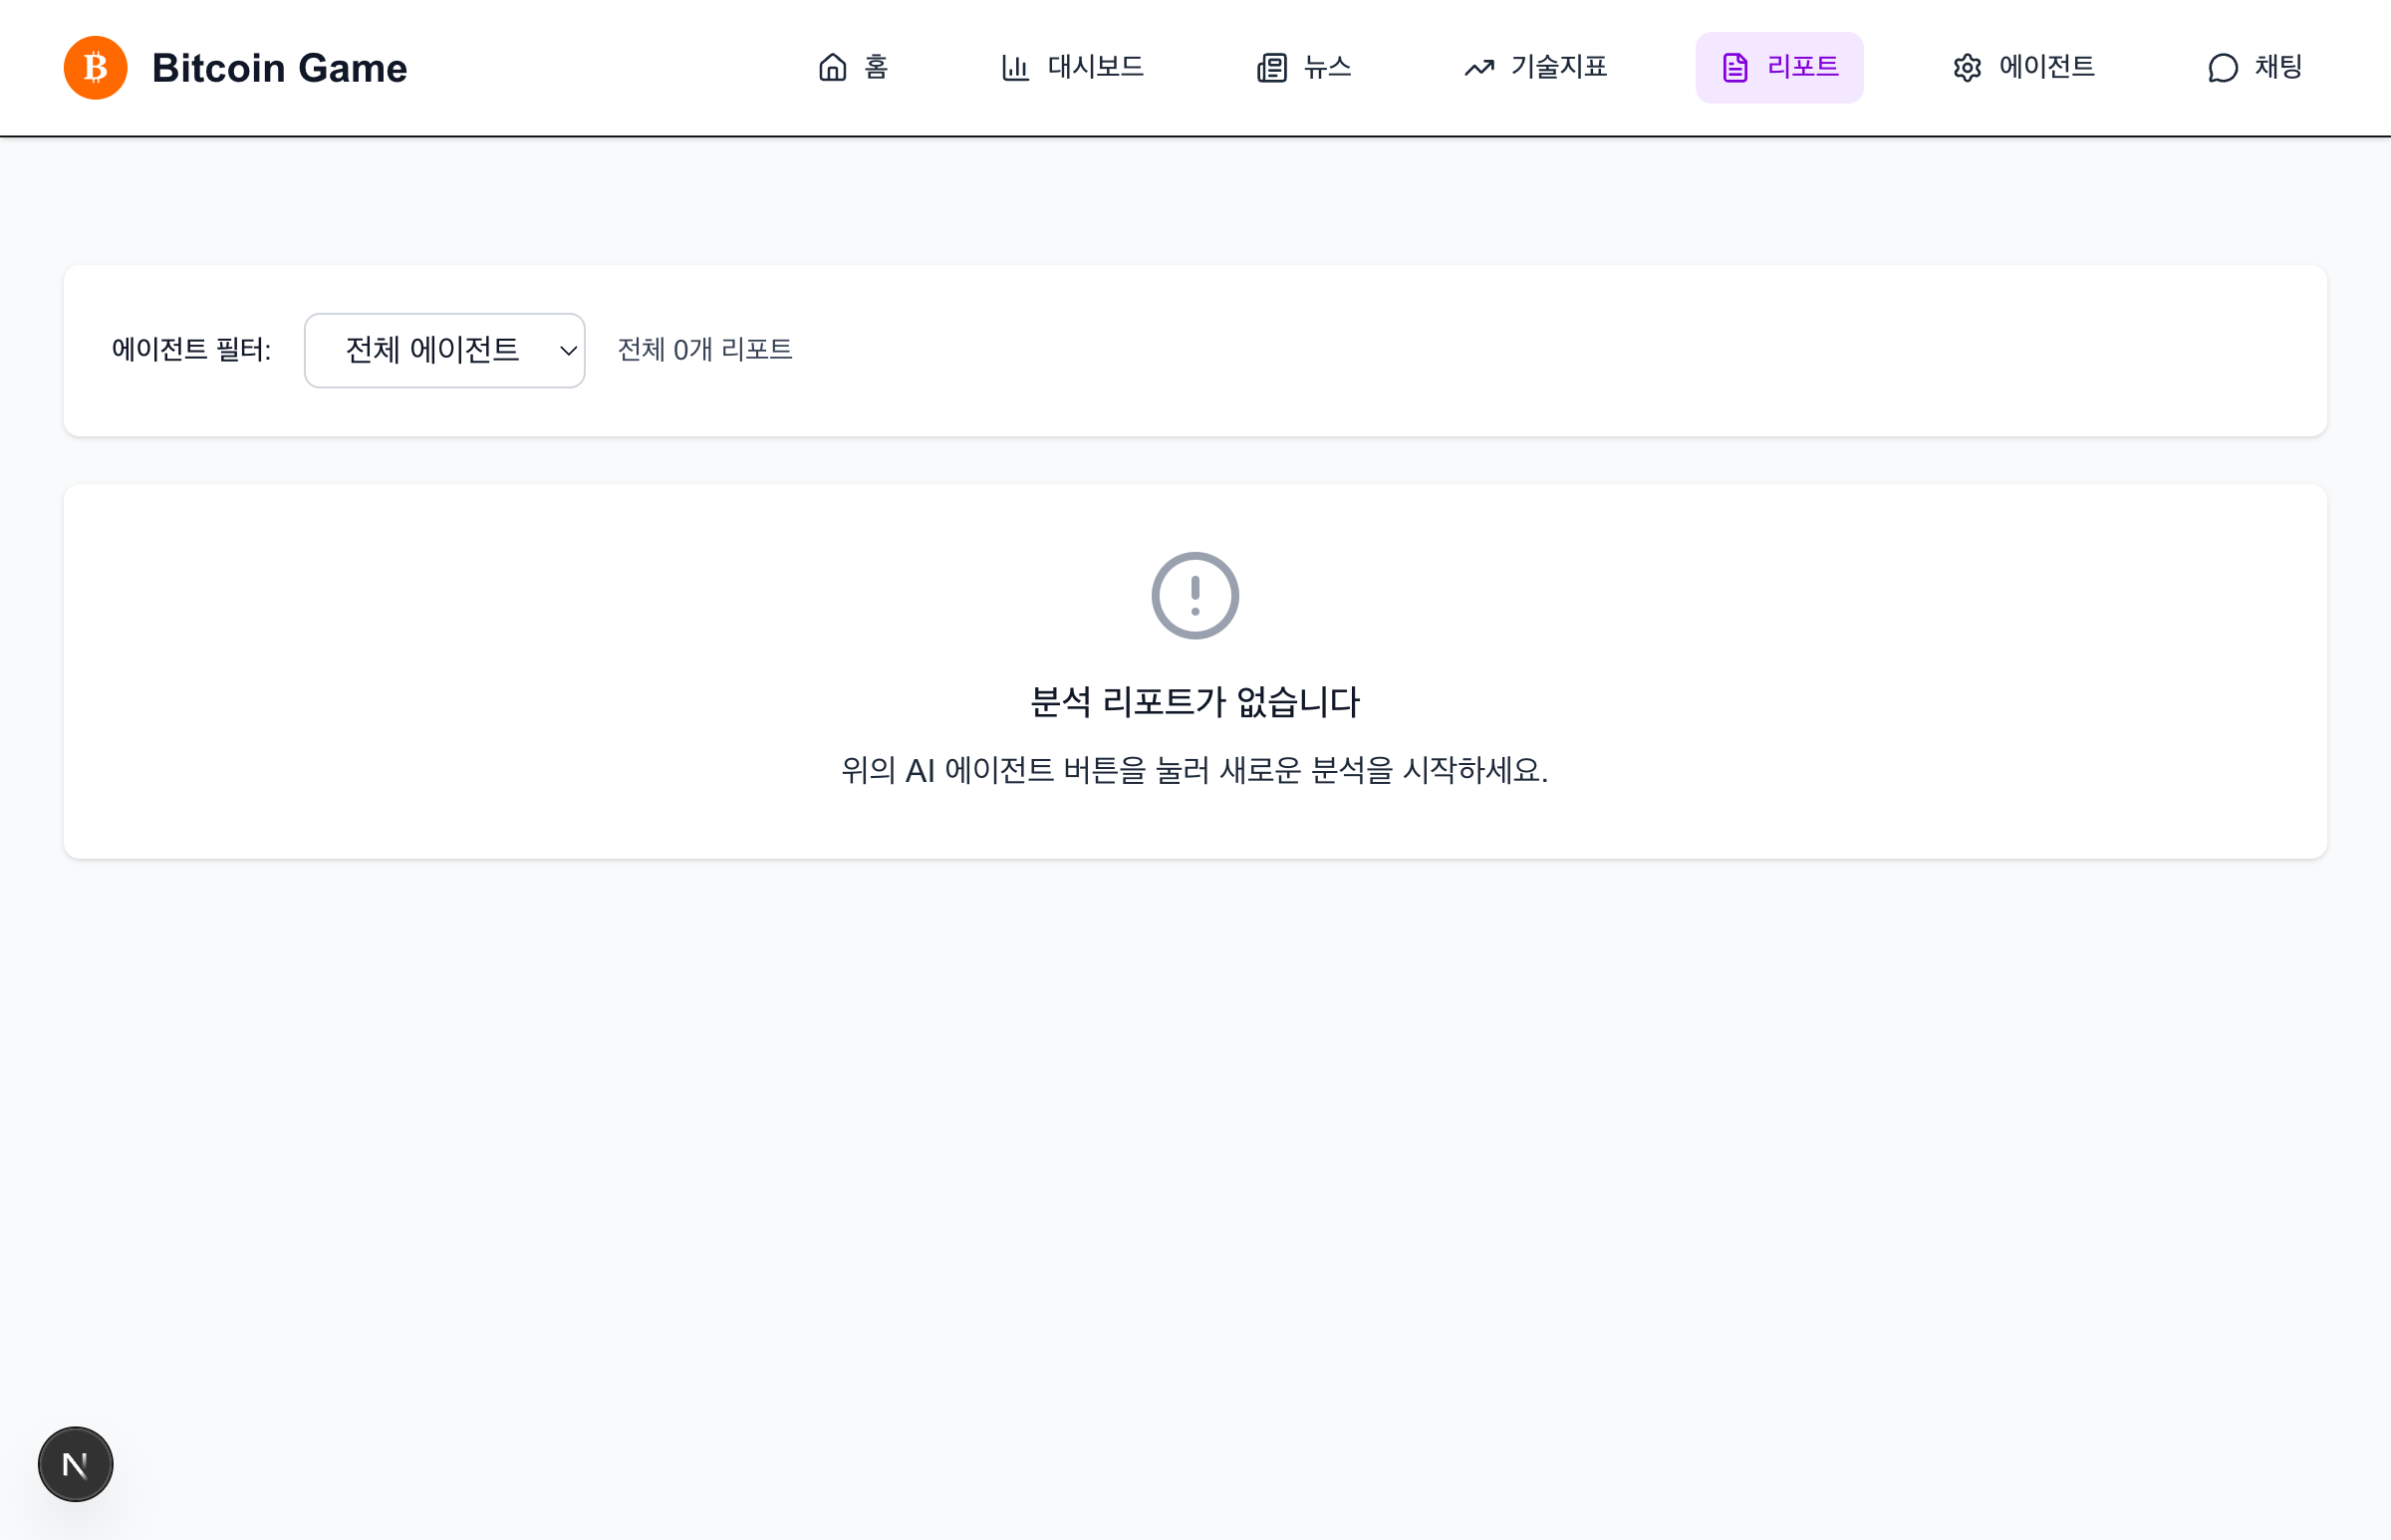 Bitcoin Game
홈
대시보드
뉴스
기술지표
리포트
에이전트
채팅
에이전트 필터:
전체 에이전트
전체 0개 리포트
분석 리포트가 없습니다
위의 AI 에이전트 버튼을 눌러 새로운 분석을 시작하세요.
N